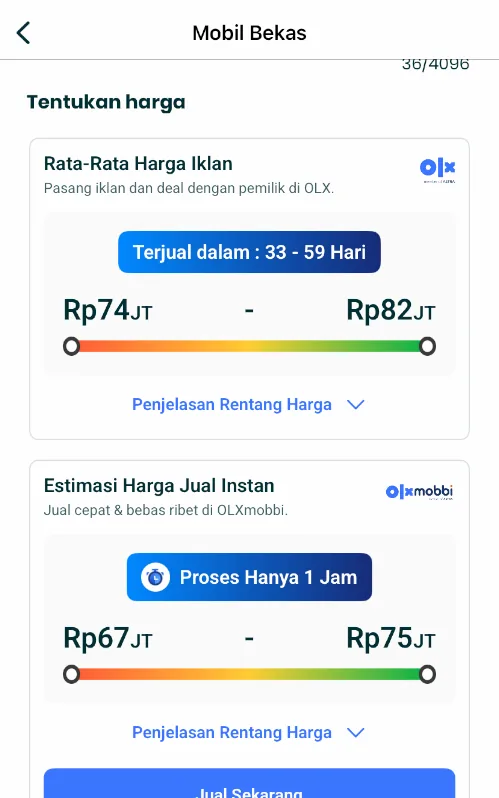 Mobil Bekas
36/4096
Tentukan harga
Rata-Rata Harga Iklan
olx
Pasang iklan dan deal dengan pemilik di OLX.
Terjual dalam : 33 - 59 Hari
Rp74JT - Rp82JT
Penjelasan Rentang Harga
Estimasi Harga Jual Instan
olxmobbi
Jual cepat & bebas ribet di OLXmobbi.
Proses Hanya 1 Jam
Rp67JT - Rp75JT
Penjelasan Rentang Harga
Jual Sekarang